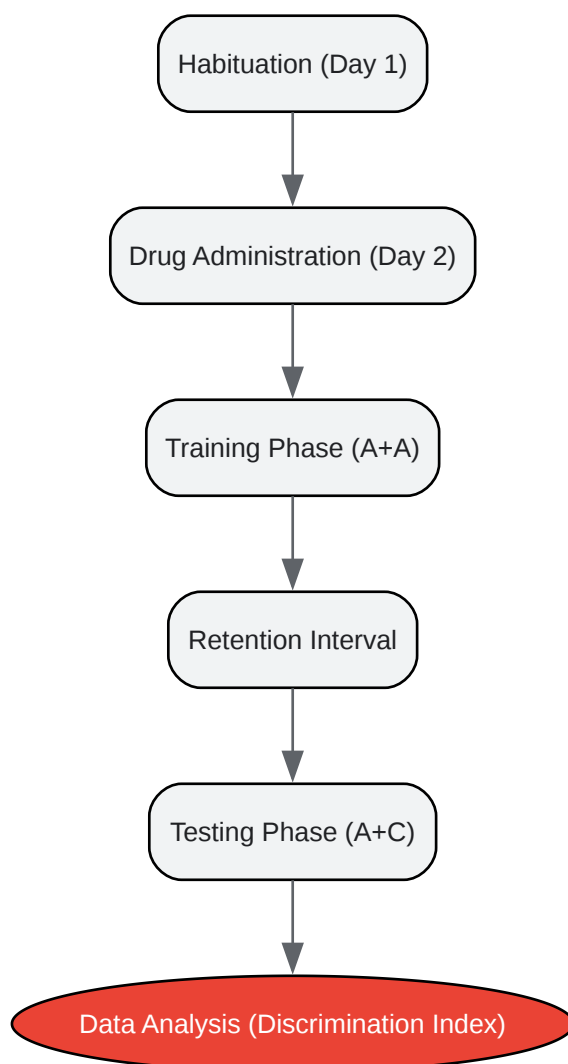 Habituation (Day 1)
Drug Administration (Day 2)
Training Phase (A+A)
Retention Interval
Testing Phase (A+C)
Data Analysis (Discrimination Index)